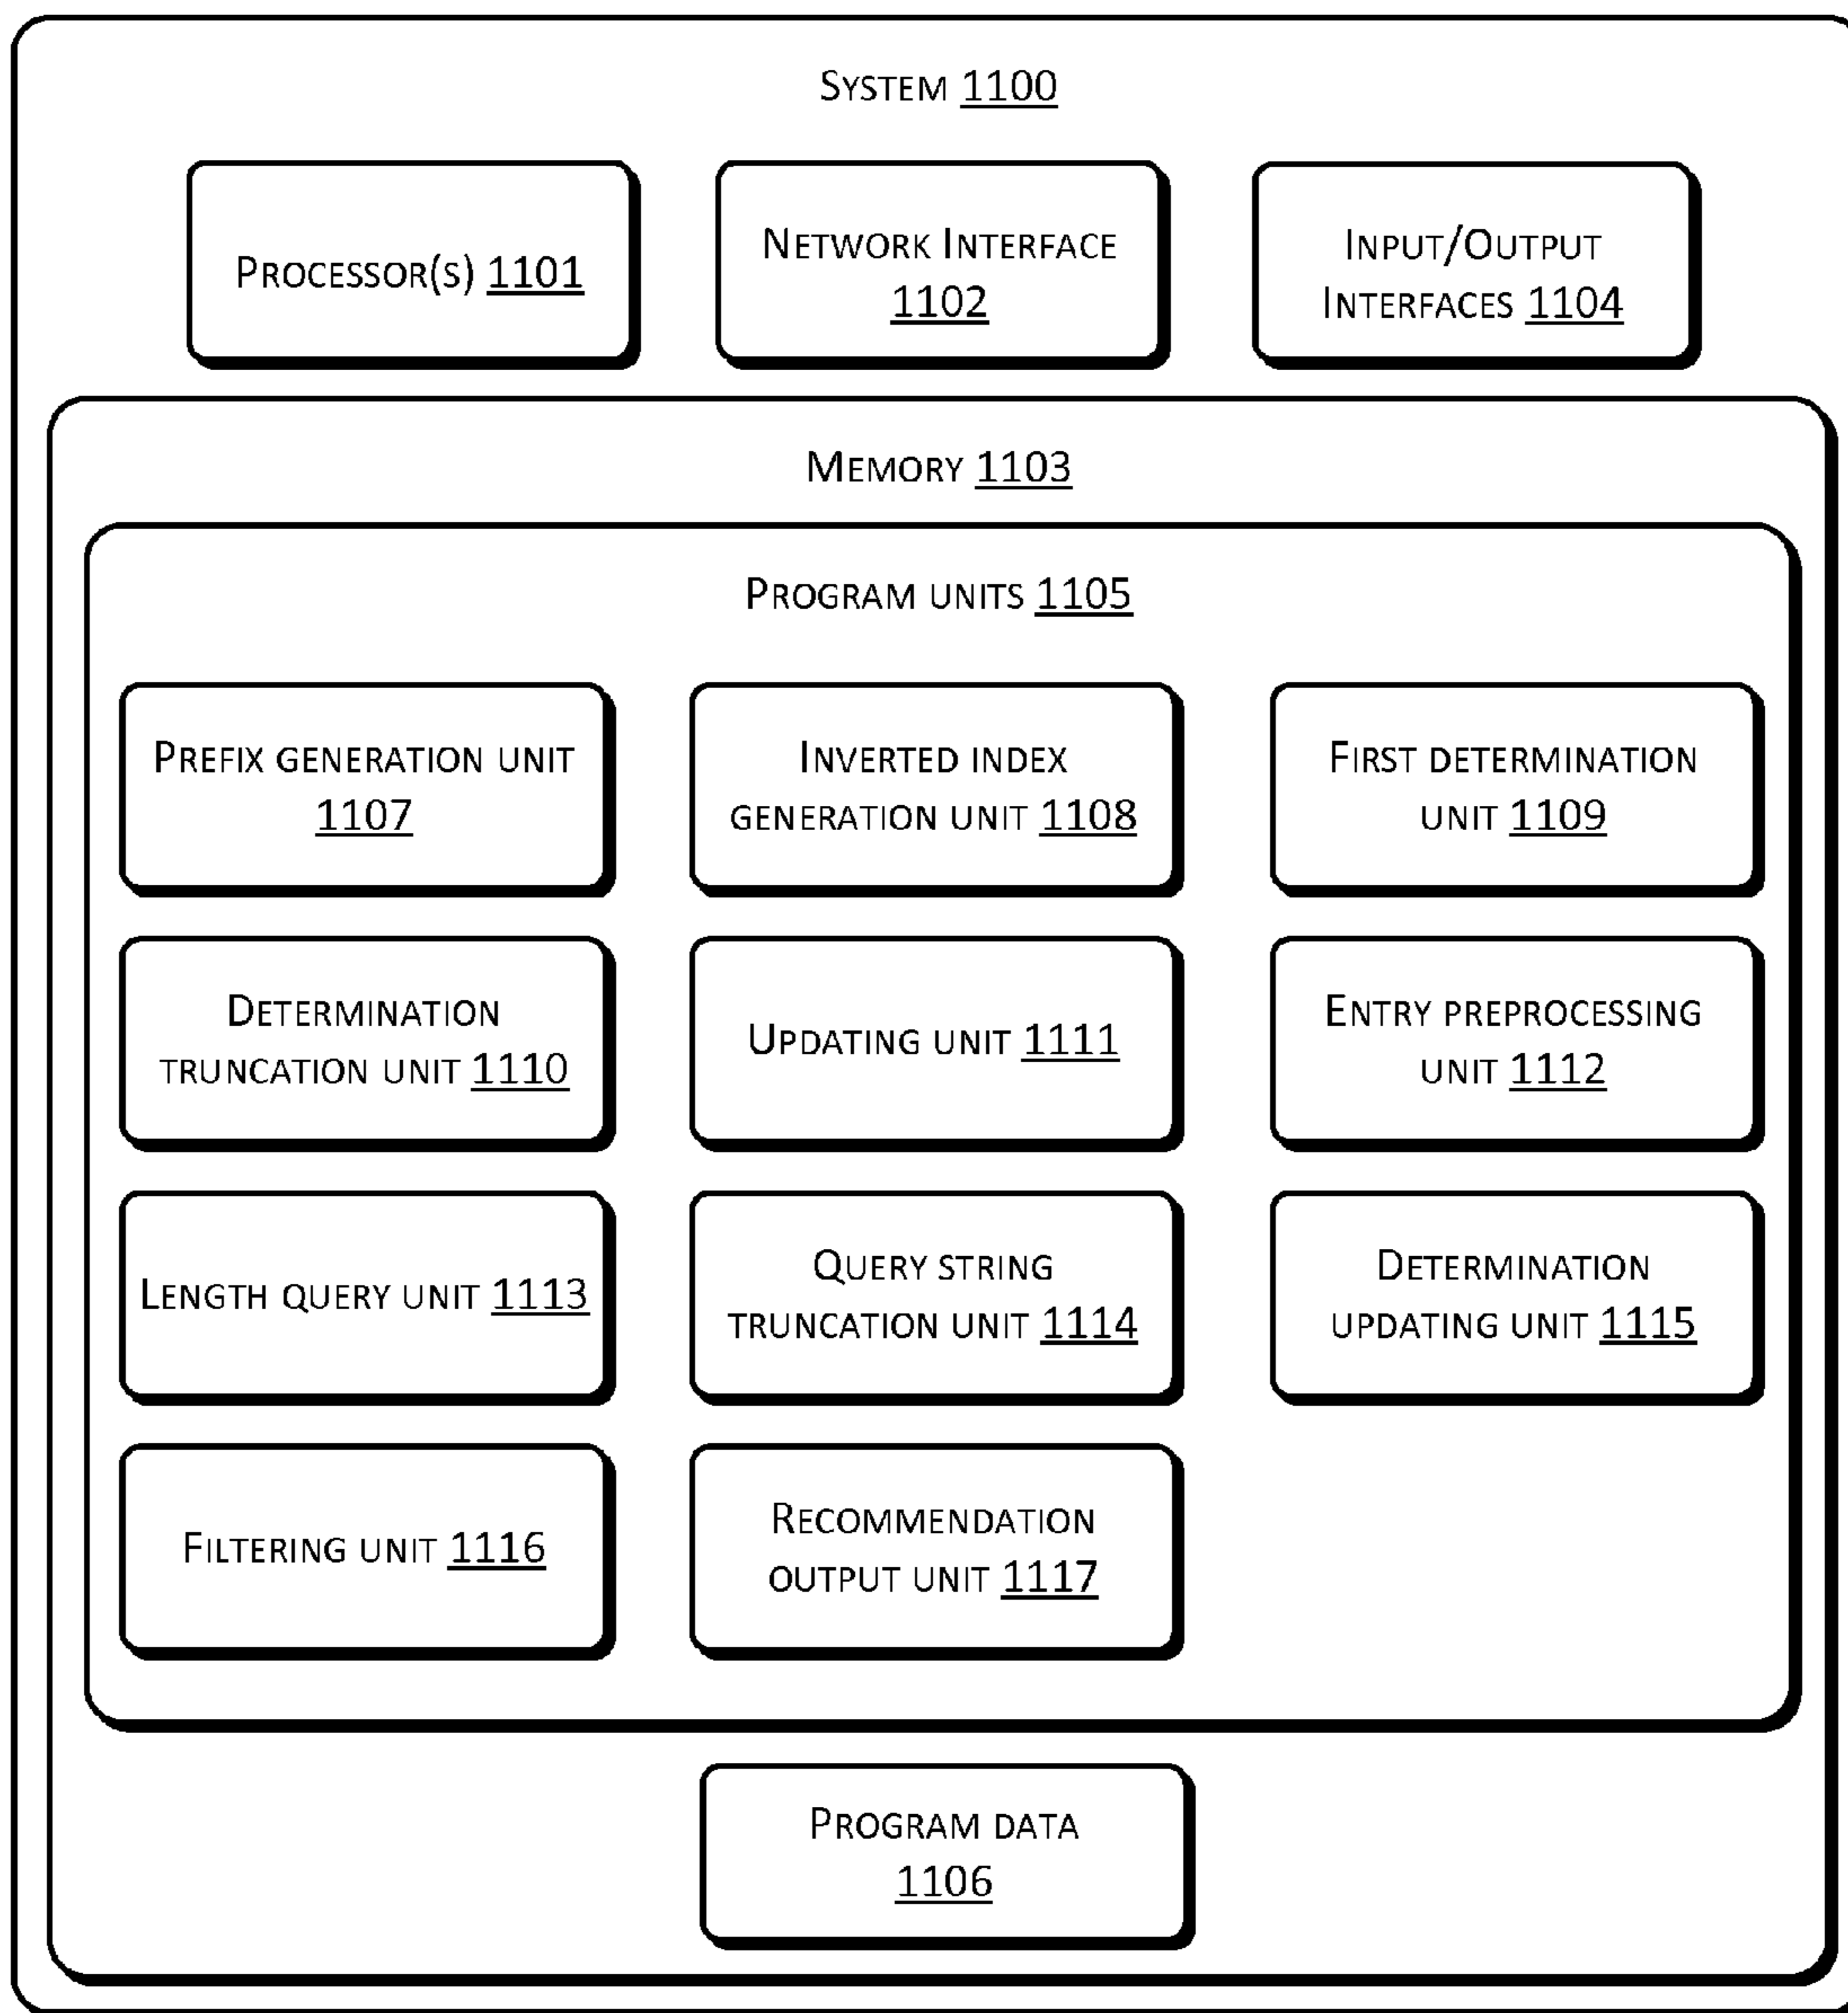 SYSTEM 1100
PROCESSOR(S) 1101
NETWORK INTERFACE
1102
INPUT/OUTPUT
INTERFACES 1104
MEMORY 1103
PROGRAM UNITS 1105
PREFIX GENERATION UNIT
1107
INVERTED INDEX
GENERATION UNIT 1108
FIRST DETERMINATION
UNIT 1109
DETERMINATION
TRUNCATION UNIT 1110
UPDATING UNIT 1111
ENTRY PREPROCESSING
UNIT 1112
LENGTH QUERY UNIT 1113
QUERY STRING
TRUNCATION UNIT 1114
DETERMINATION
UPDATING UNIT 1115
FILTERING UNIT 1116
RECOMMENDATION
OUTPUT UNIT 1117
PROGRAM DATA
1106